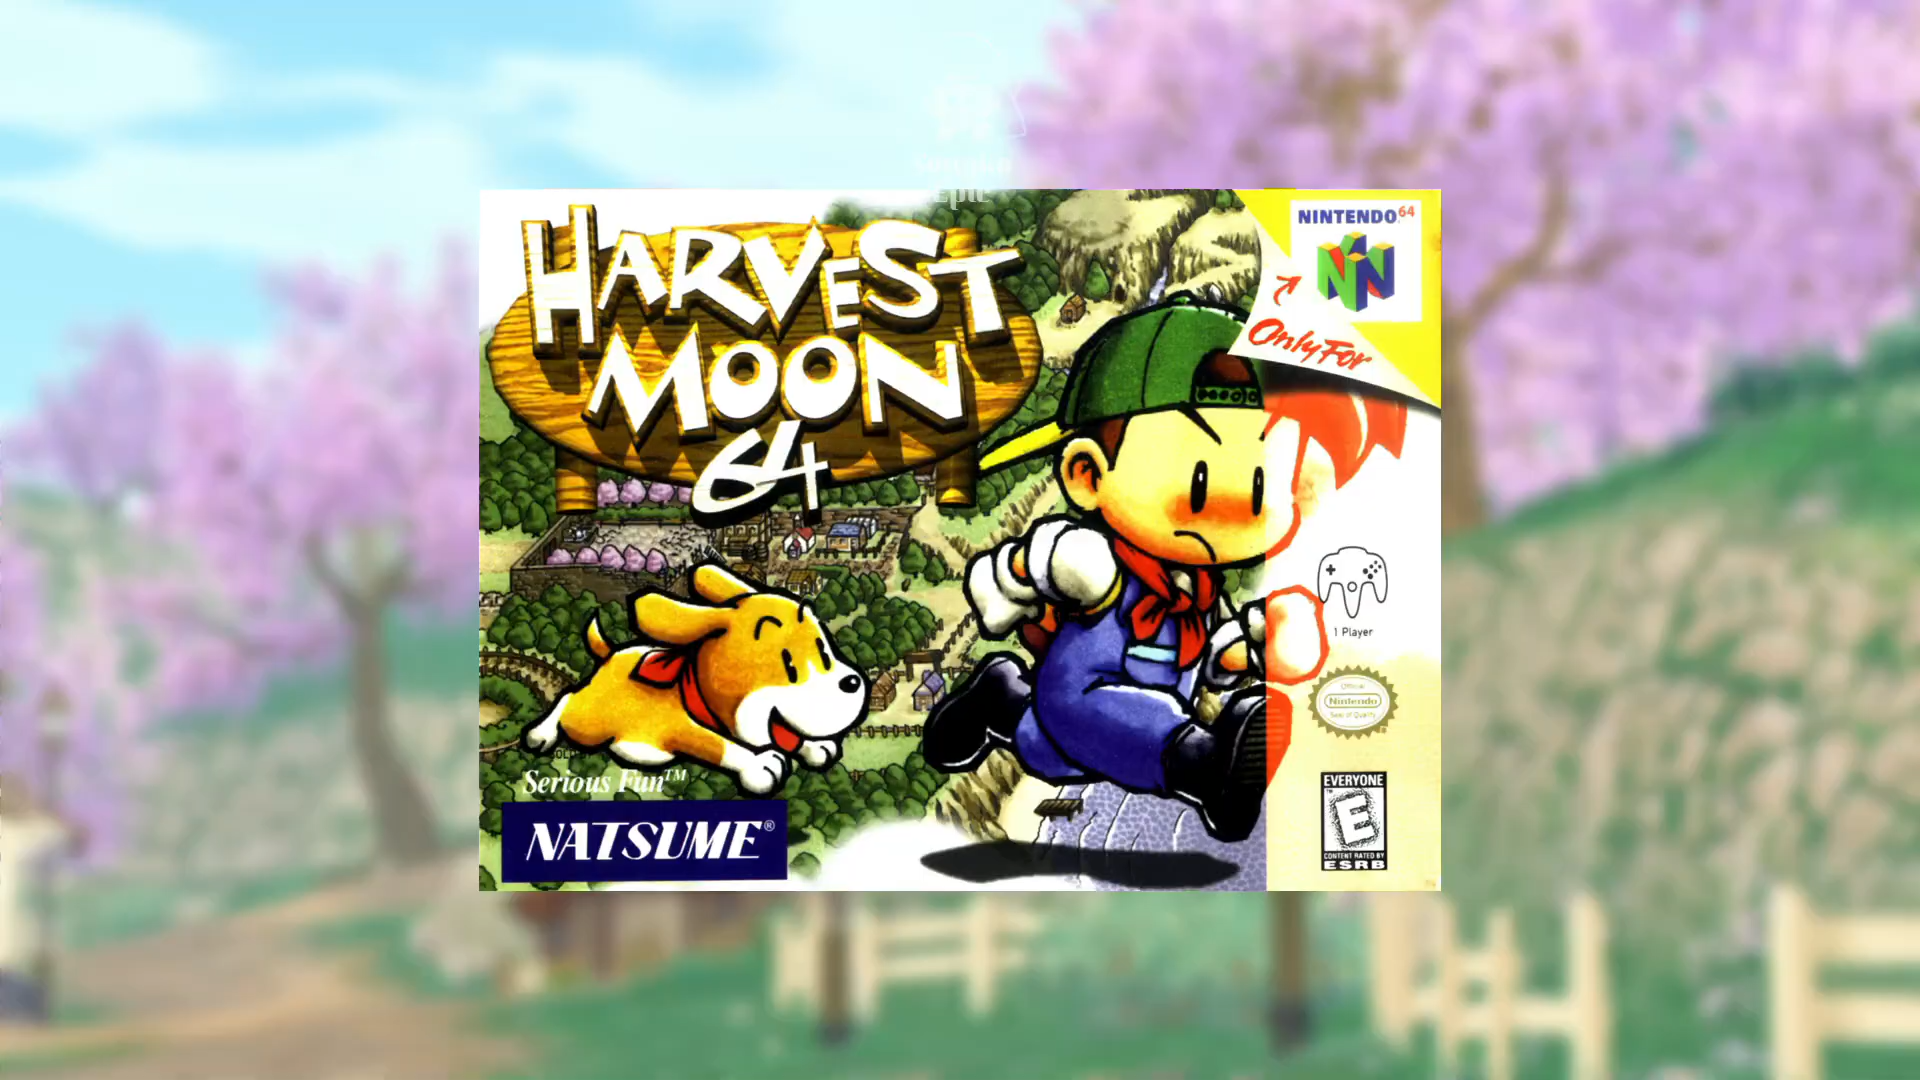 HARVEST
MOON
64
NINTENDO64
Only For
1 Player
Official
Nintendo
Seal of Quality
Serious Fun™
NATSUME®
EVERYONE
E
CONTENT RATED BY
ESRB
epic